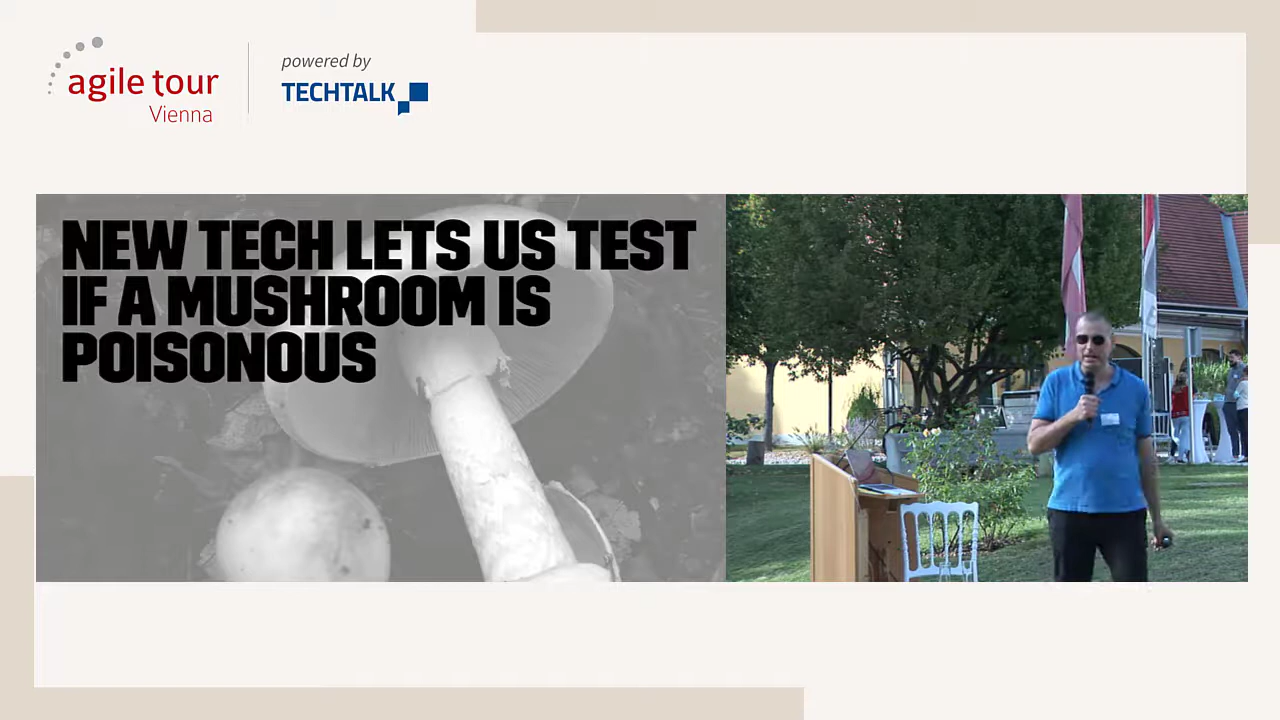 agile tour
Vienna
powered by
TECHTALK
NEW TECH LETS US TEST
IF A MUSHROOM IS
POISONOUS